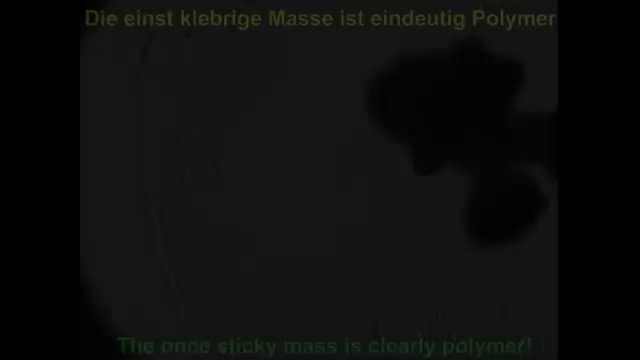 Die einst klebrige Masse ist eindeutig Polymer
The once sticky mass is clearly polymer!